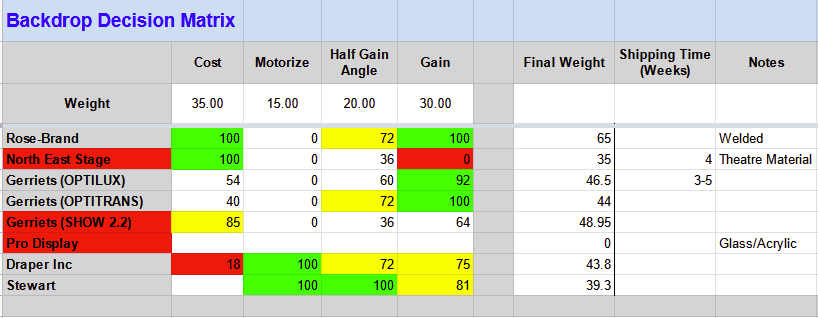 Backdrop Decision Matrix
Cost Motorize Half Gain Angle Gain Final Weight Shipping Time (Weeks) Notes
Weight 35.00 15.00 20.00 30.00
Rose-Brand 100 0 72 100 65 Welded
North East Stage 100 0 36 0 35 4 Theatre Material
Gerriets (OPTILUX) 54 0 60 92 46.5 3-5
Gerriets (OPTITRANS) 40 0 72 100 44
Gerriets (SHOW 2.2) 85 0 36 64 48.95
Pro Display 0 Glass/Acrylic
Draper Inc 18 100 72 75 43.8
Stewart 100 100 81 39.3